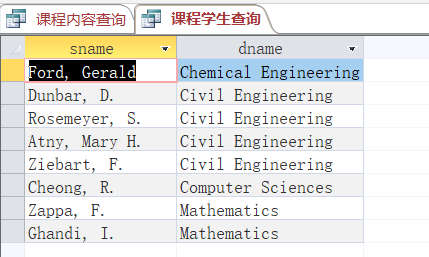 课程内容查询 课程学生查询
sname dname
Ford, Gerald Chemical Engineering
Dunbar, D. Civil Engineering
Rosemeyer, S. Civil Engineering
Atny, Mary H. Civil Engineering
Ziebart, F. Civil Engineering
Cheong, R. Computer Sciences
Zappa, F. Mathematics
Ghandi, I. Mathematics